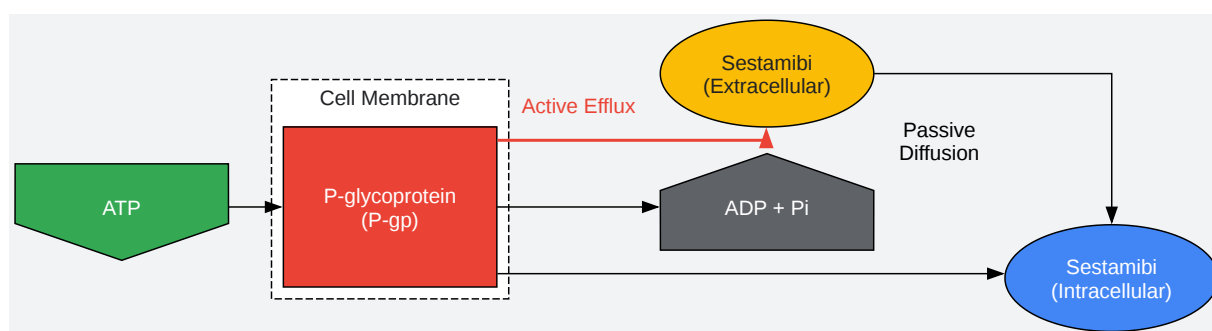 Sestamibi
(Extracellular)
Cell Membrane
Active Efflux
Passive
Diffusion
ATP
P-glycoprotein
(P-gp)
ADP + Pi
Sestamibi
(Intracellular)